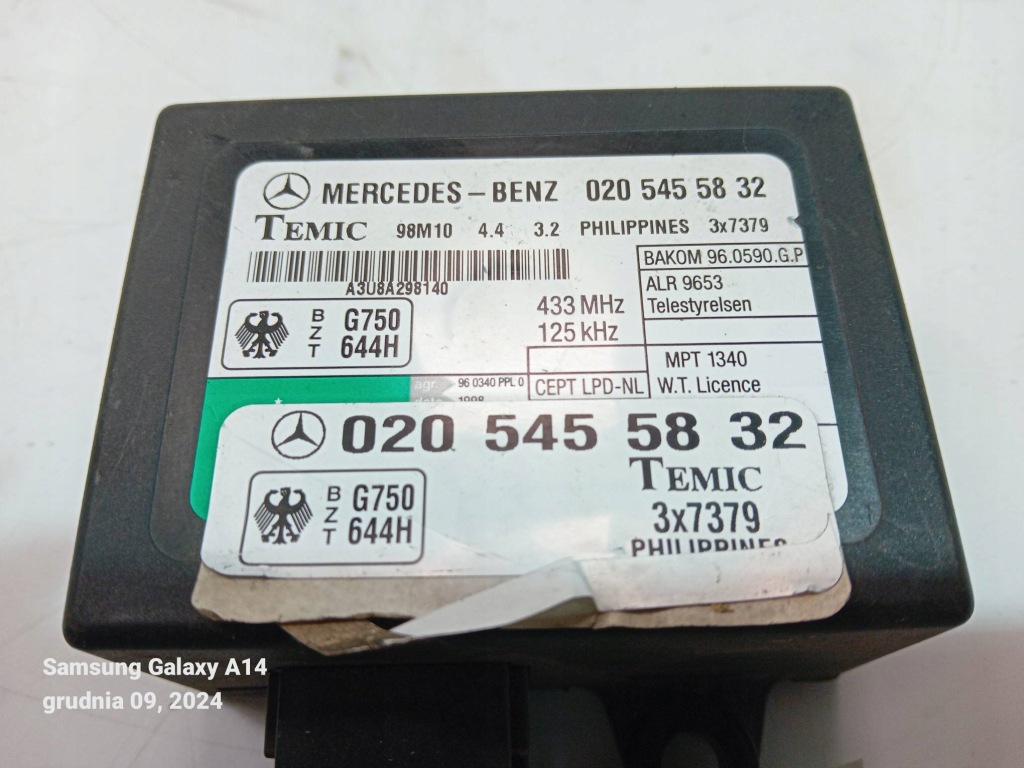 MERCEDES-BENZ 020 545 58 32
TEMIC 98M10 4.4 3.2 PHILIPPINES 3x7379
A3U8A298140
BZT G750 644H
433 MHz
125 kHz
BAKOM 96.0590.G.P
ALR 9653
Telestyrelsen
MPT 1340
W.T. Licence
CEPT LPD-NL
agr. 96 0340 PPL 0
1998
020 545 58 32
BZT G750 644H
TEMIC
3x7379
PHILIPPINES
Samsung Galaxy A14
grudnia 09, 2024